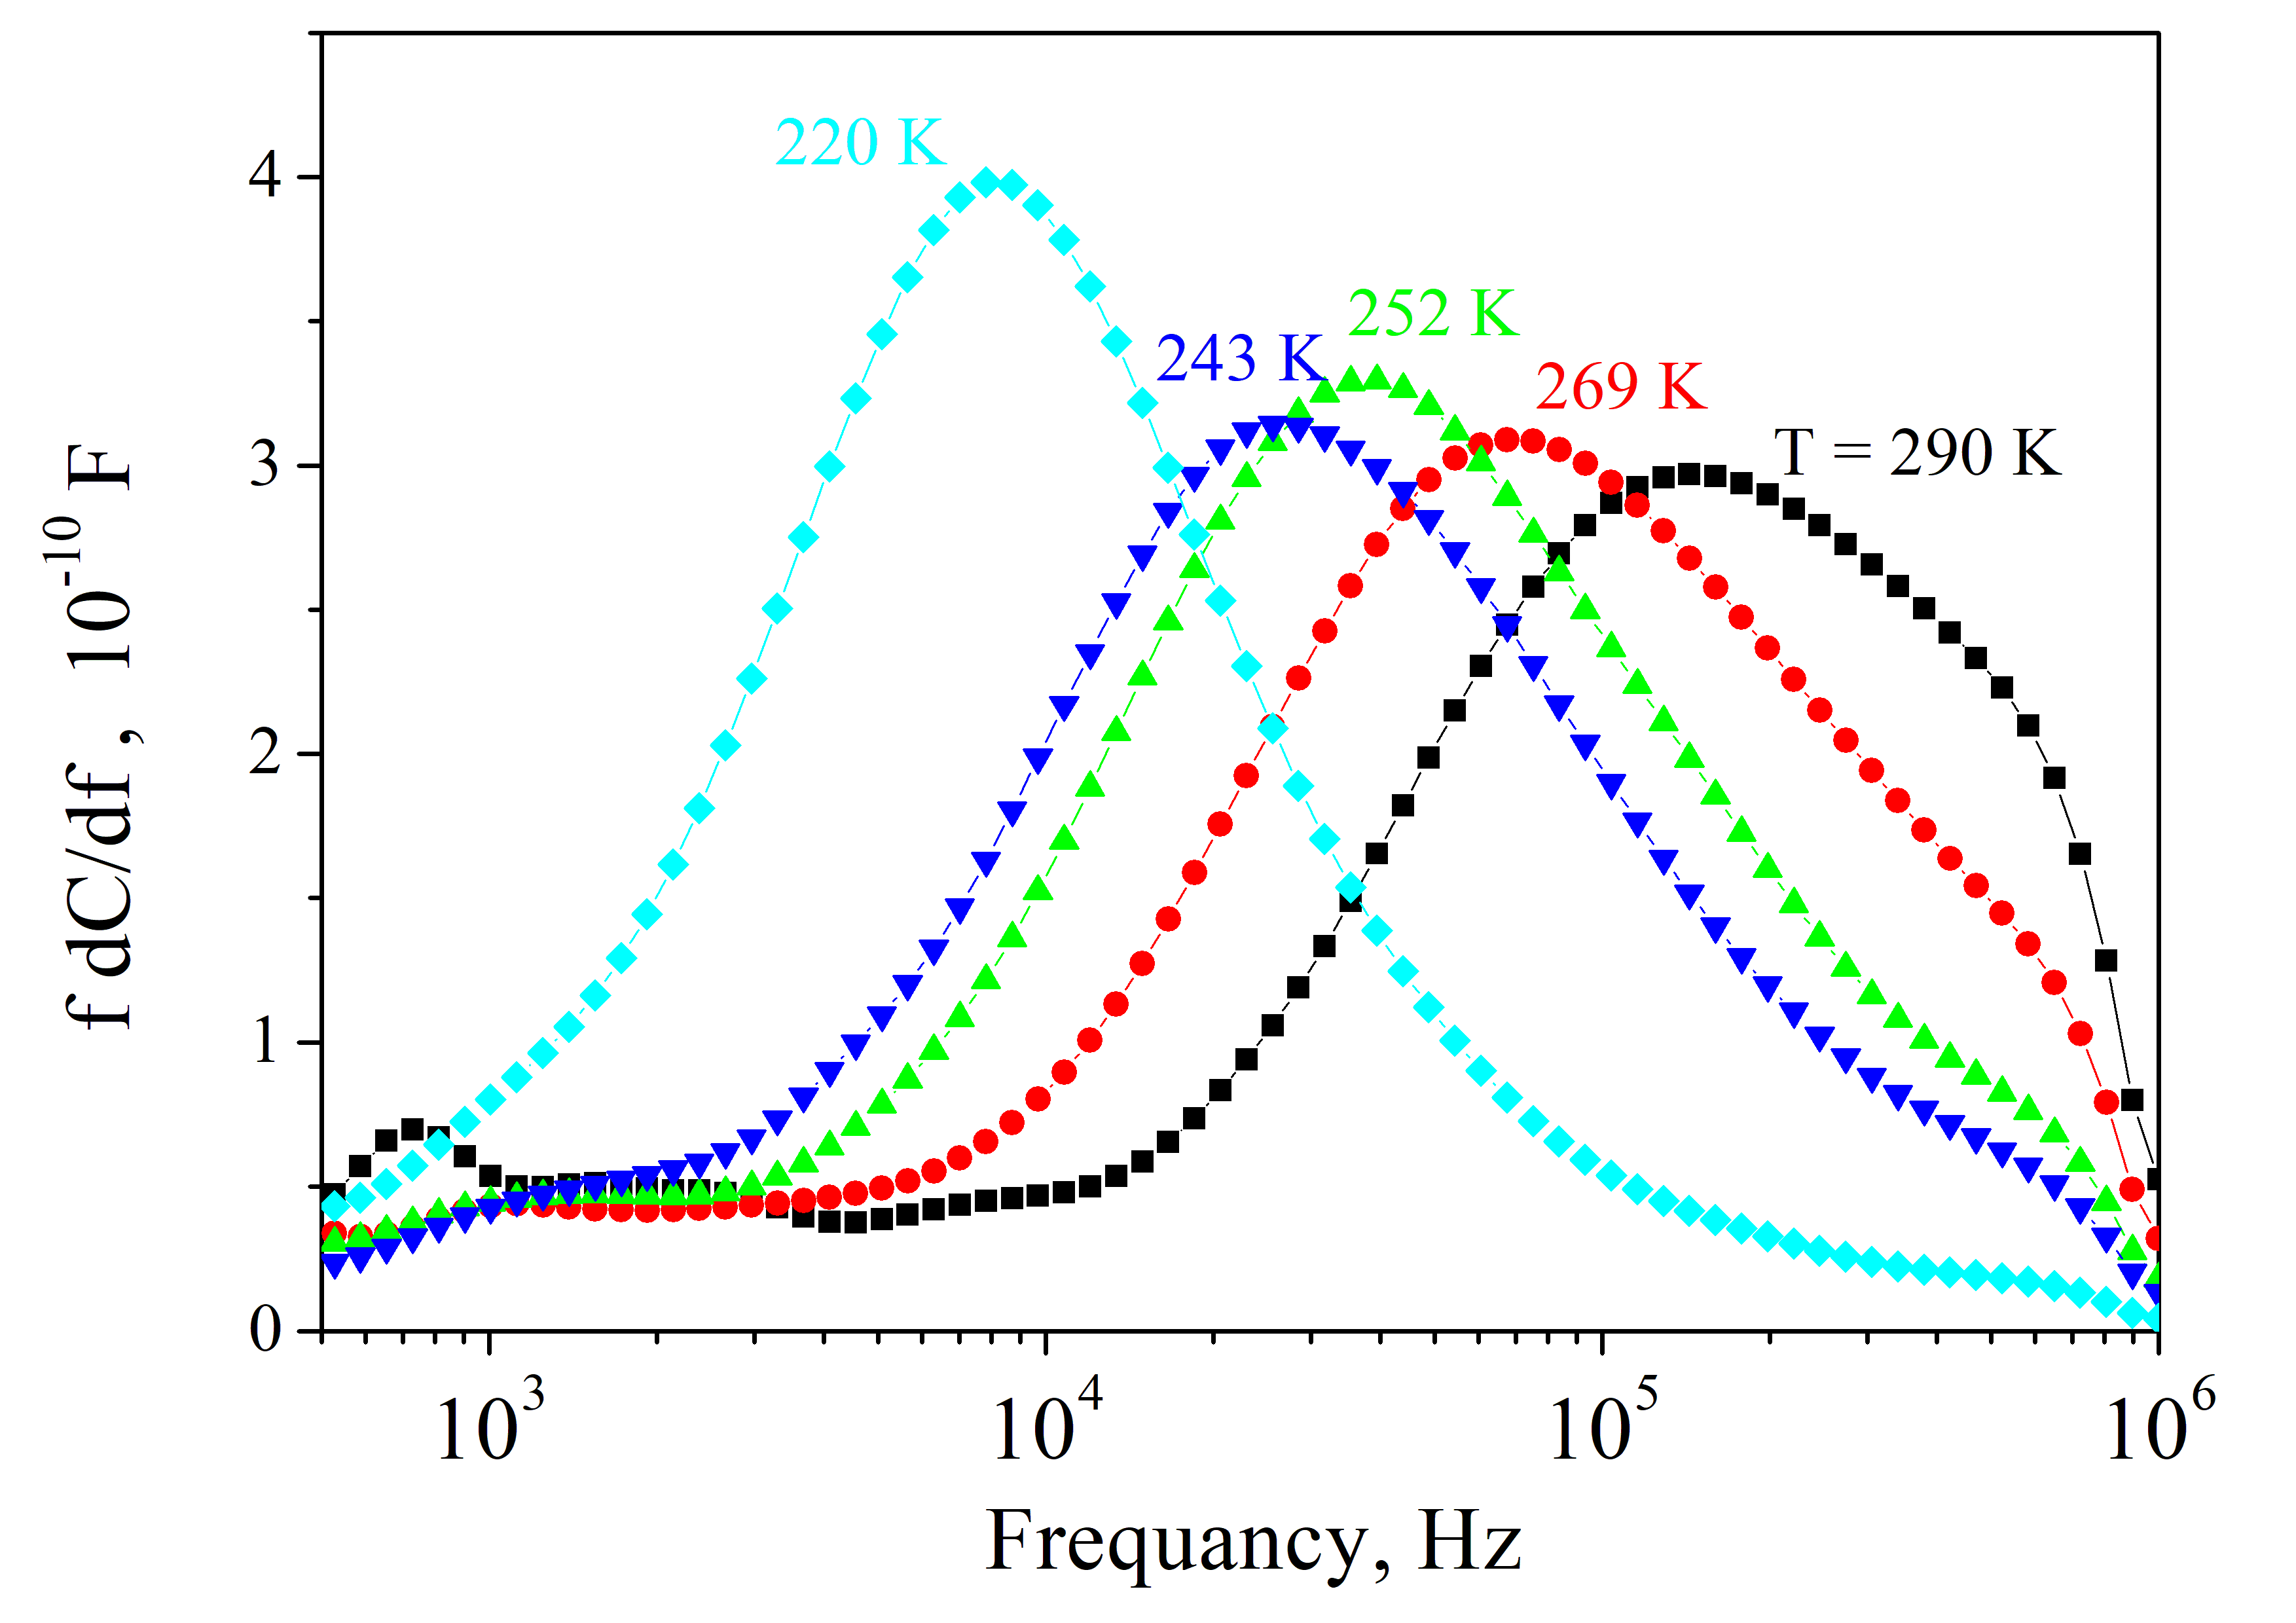 220 K
252 K
243 K
269 K
T = 290 K
4
3
2
1
0
f dC/df, 10⁻¹⁰ F
10³
10⁴
10⁵
10⁶
Frequancy, Hz